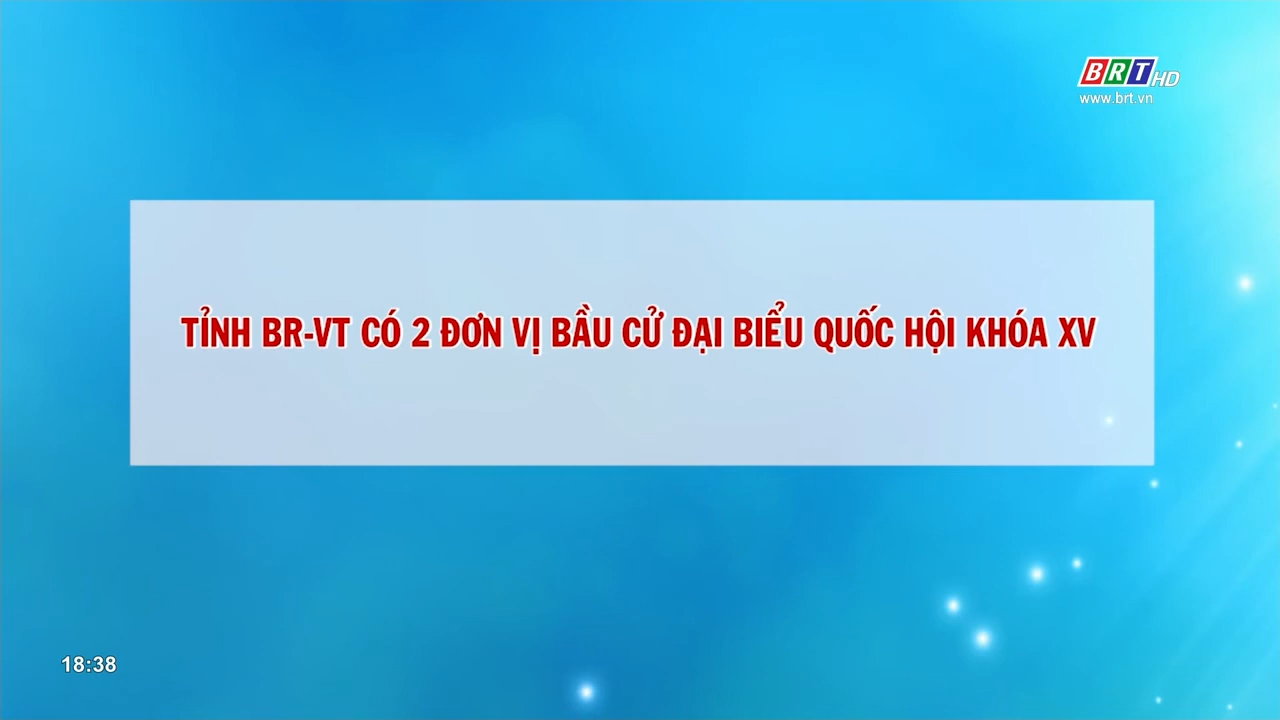 BRT HD
www.brt.vn
TỈNH BR-VT CÓ 2 ĐƠN VỊ BẦU CỬ ĐẠI BIỂU QUỐC HỘI KHÓA XV
18:38